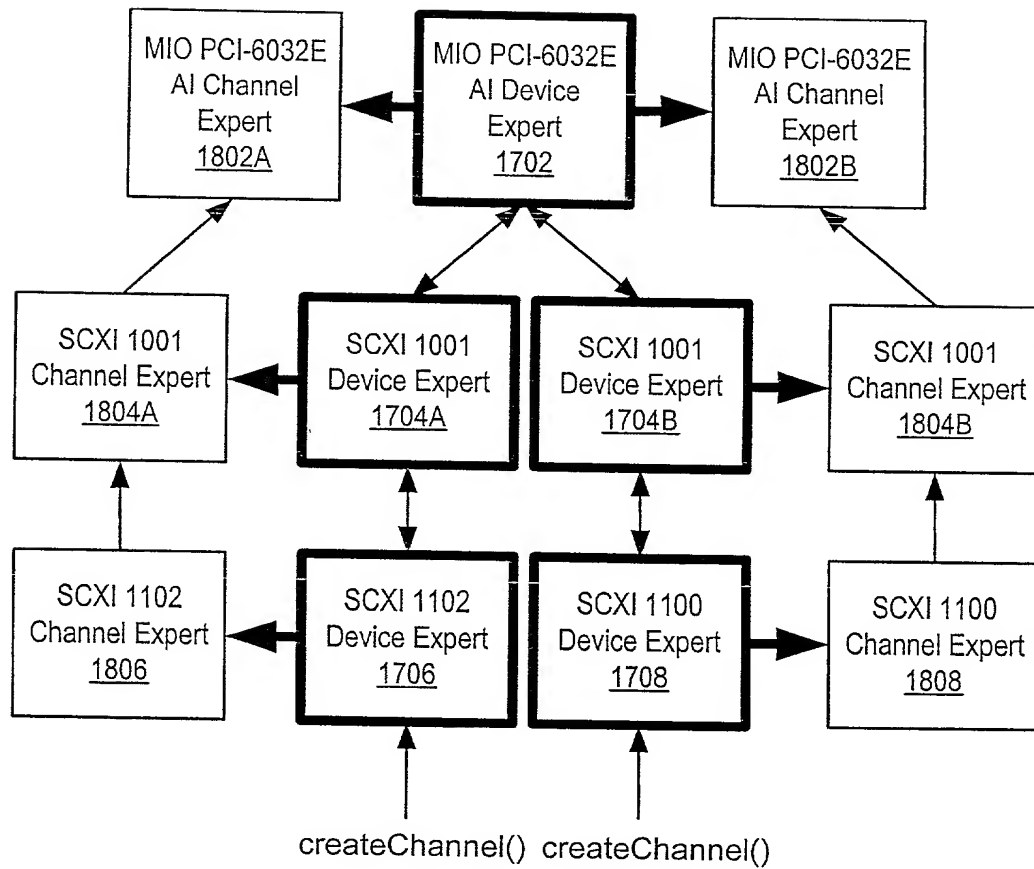 MIO PCI-6032E
AI Channel
Expert
1802A
MIO PCI-6032E
AI Device
Expert
1702
MIO PCI-6032E
AI Channel
Expert
1802B
SCXI 1001
Channel Expert
1804A
SCXI 1001
Device Expert
1704A
SCXI 1001
Device Expert
1704B
SCXI 1001
Channel Expert
1804B
SCXI 1102
Channel Expert
1806
SCXI 1102
Device Expert
1706
SCXI 1100
Device Expert
1708
SCXI 1100
Channel Expert
1808
createChannel()
createChannel()